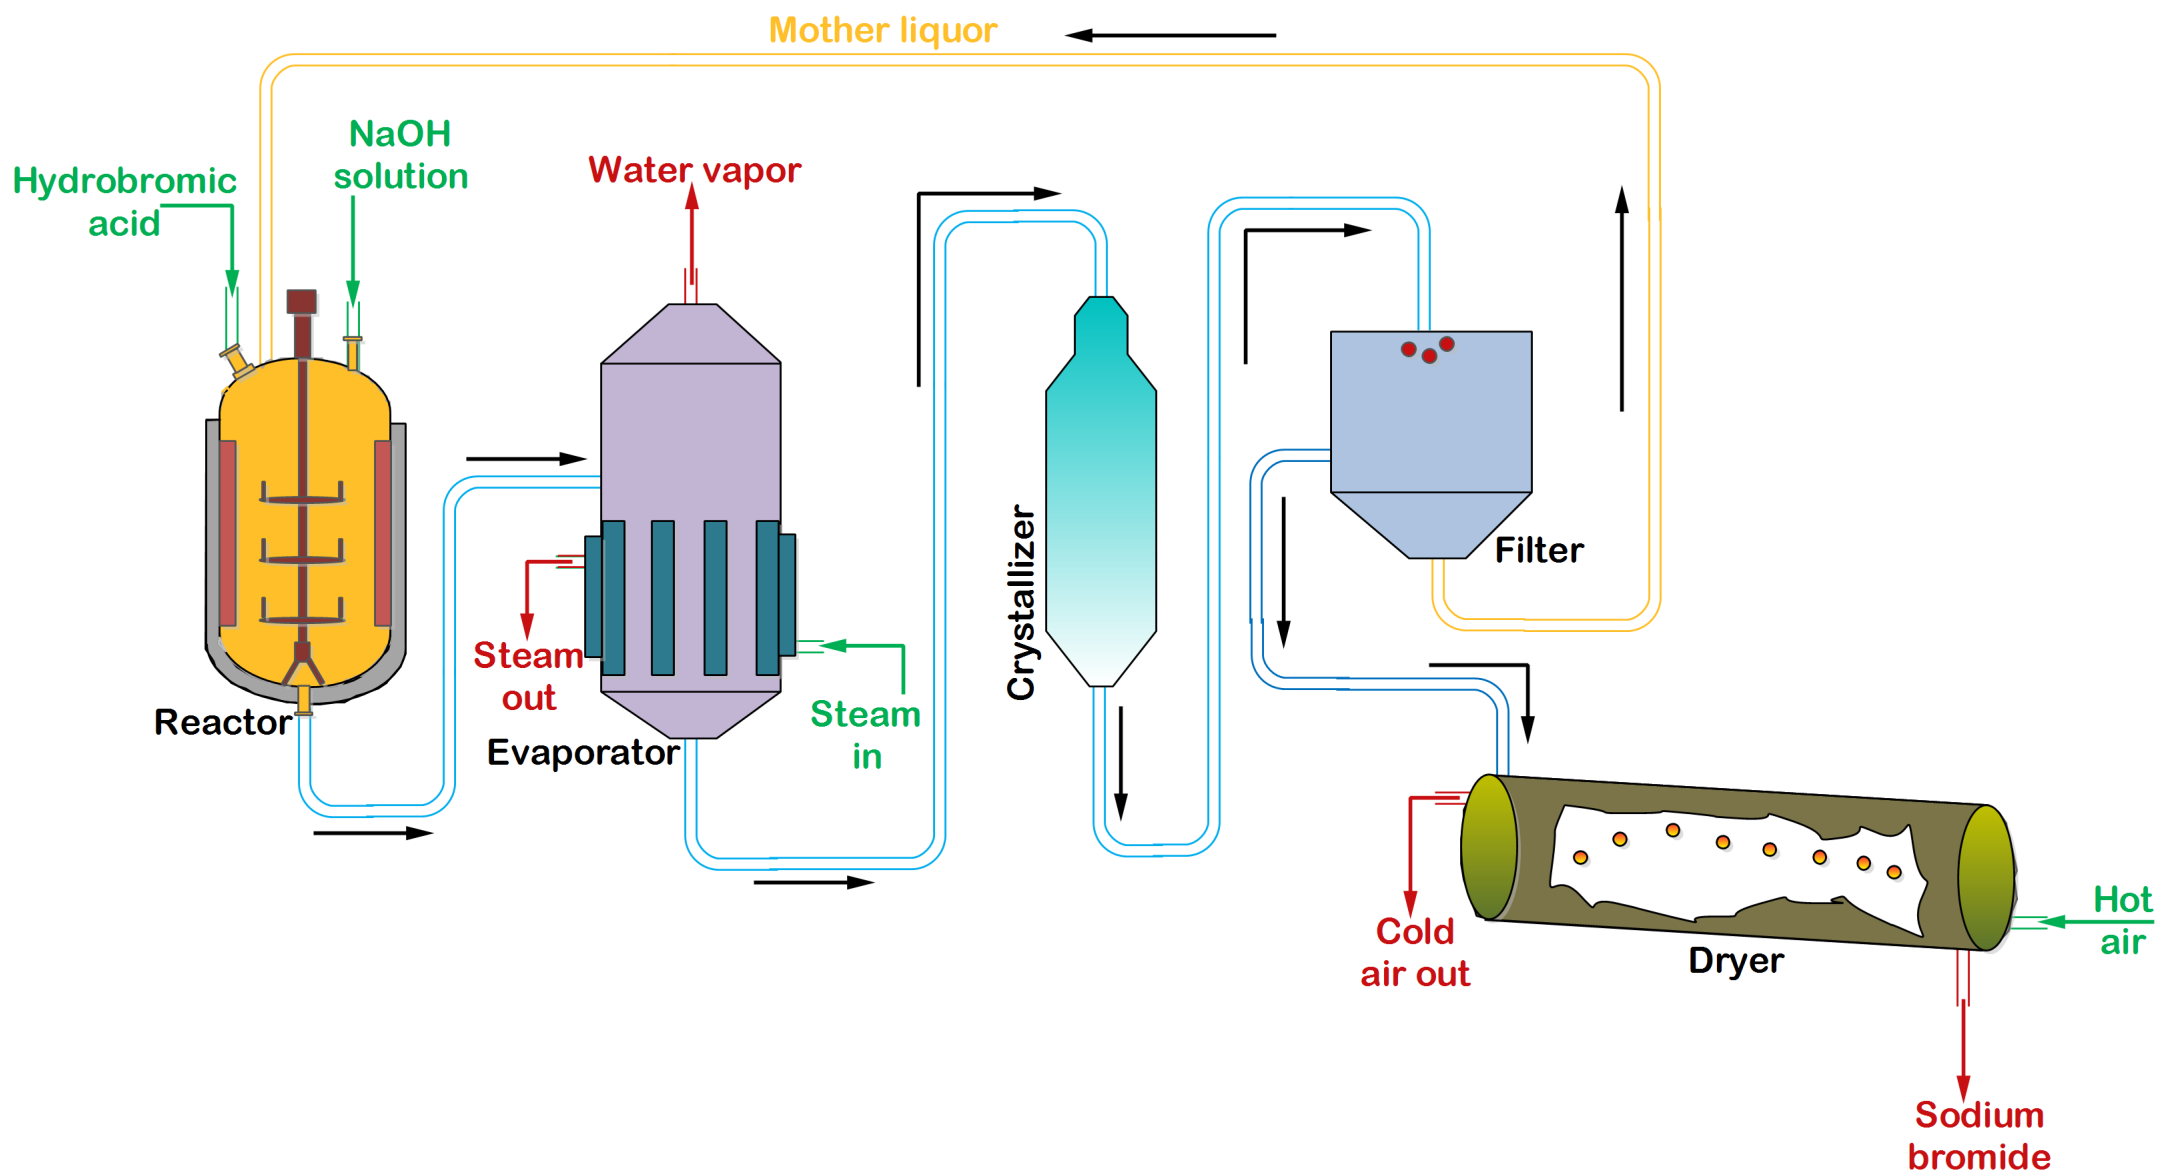 Mother liquor
NaOH
solution
Hydrobromic
acid
Water vapor
Steam
out
Steam
in
Reactor
Evaporator
Crystallizer
Filter
Cold
air out
Dryer
Hot
air
Sodium
bromide